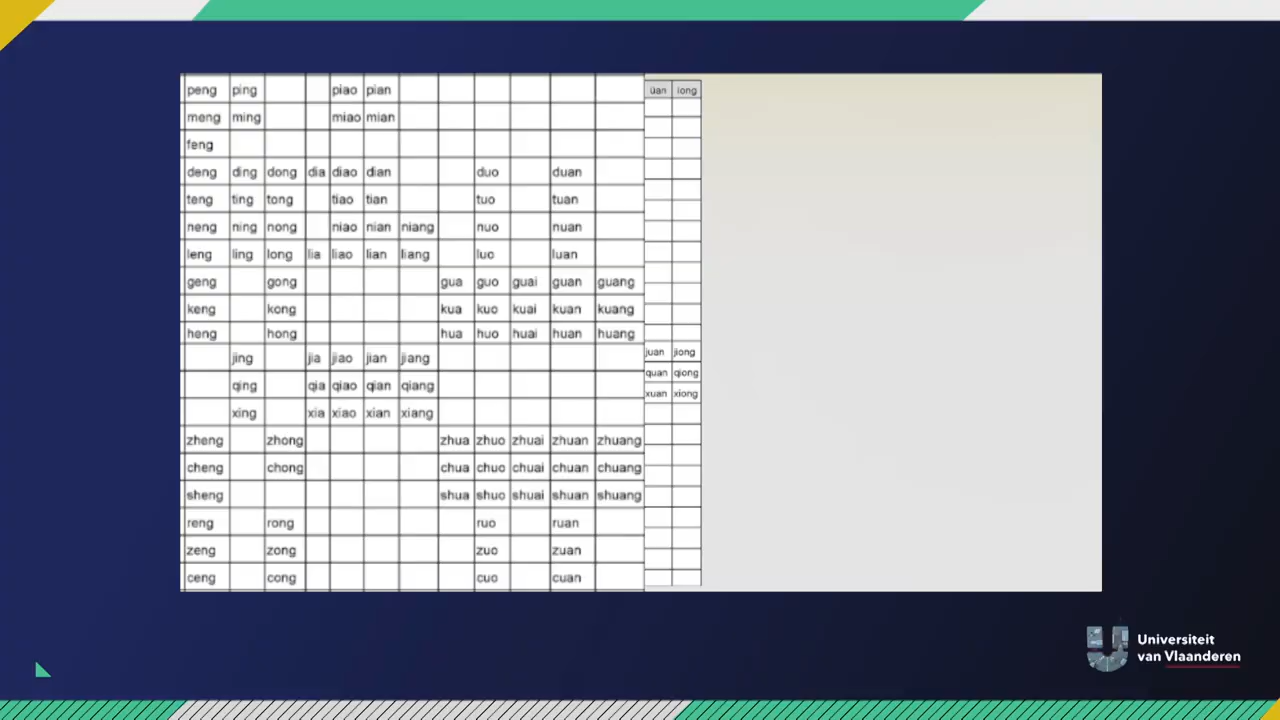 peng ping piao pian
meng ming miao mian
feng
deng ding dong dia diao dian duo duan
teng ting tong tiao tian tuo tuan
neng ning nong niao nian niang nuo nuan
leng ling long lia liao lian liang luo luan
geng gong gua guo guai guan guang
keng kong kua kuo kuai kuan kuang
heng hong hua huo huai huan huang
jing jia jiao jian jiang
qing qia qiao qian qiang
xing xia xiao xian xiang
zheng zhong zhua zhuo zhuai zhuan zhuang
cheng chong chua chuo chuai chuan chuang
sheng shua shuo shuai shuan shuang
reng rong ruo ruan
zeng zong zuo zuan
ceng cong cuo cuan
üan iong
juan jiong
quan qiong
xuan xiong
Universiteit
van Vlaanderen